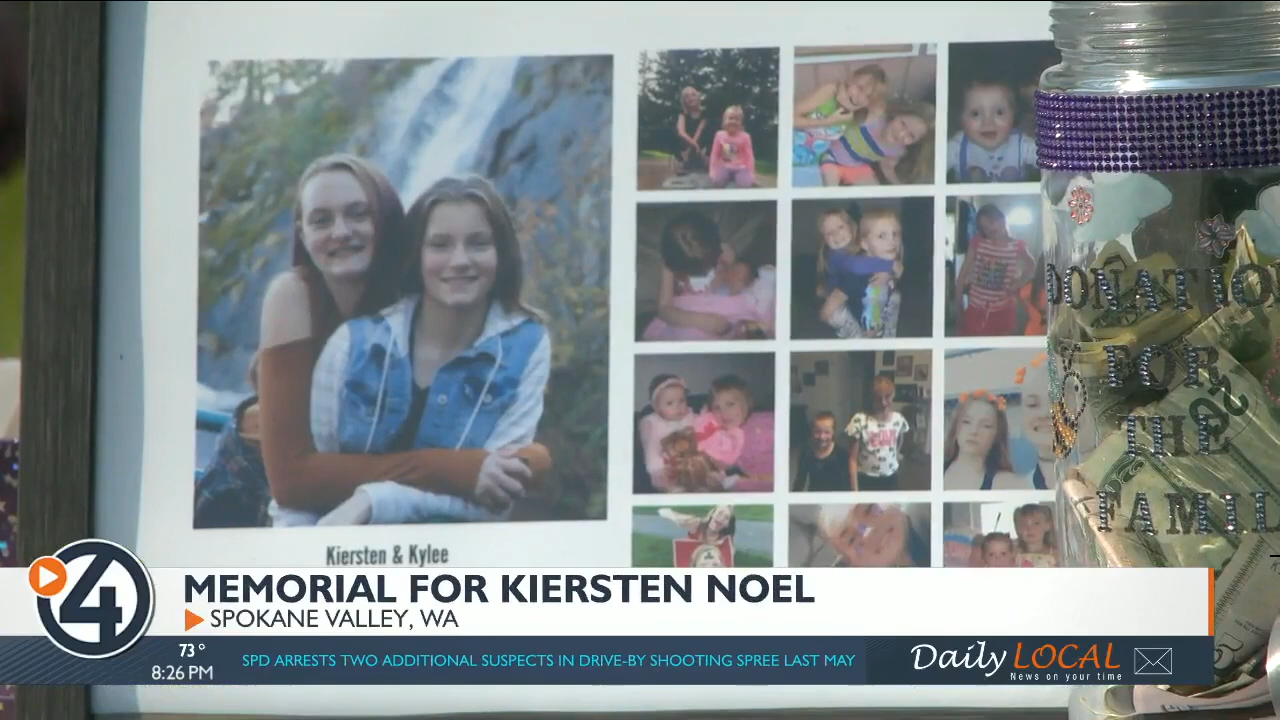 DONATIO
FOR
THE
FAMIL
Kiersten & Kylee
4
MEMORIAL FOR KIERSTEN NOEL
SPOKANE VALLEY, WA
73°
8:26 PM
SPD ARRESTS TWO ADDITIONAL SUSPECTS IN DRIVE-BY SHOOTING SPREE LAST MAY
Daily LOCAL
News on your time